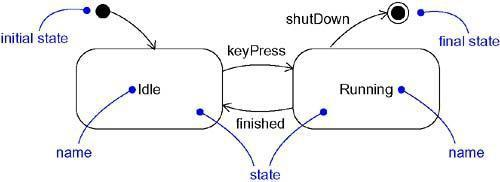 shutDown
initial state
final state
keyPress
Idle
Running
finished
name
state
name